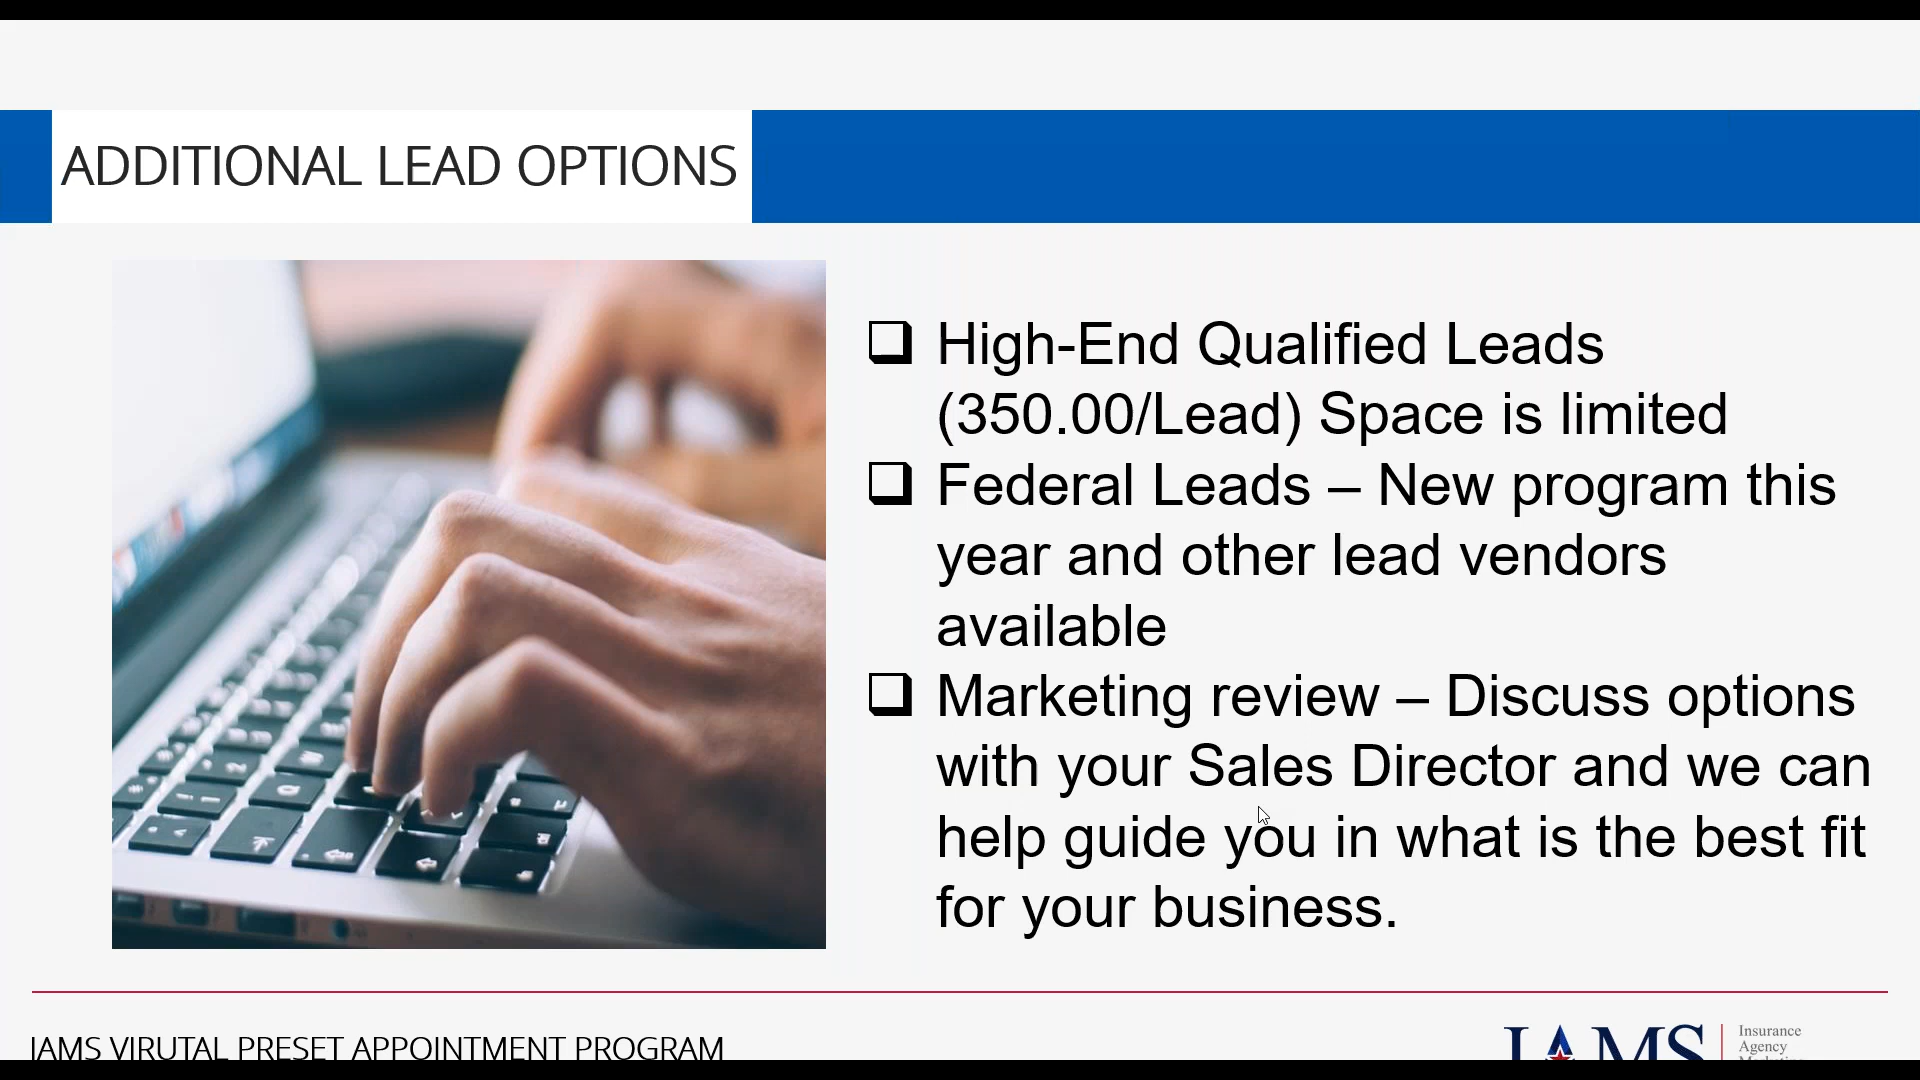 ADDITIONAL LEAD OPTIONS
High-End Qualified Leads
(350.00/Lead) Space is limited
Federal Leads – New program this
year and other lead vendors
available
Marketing review – Discuss options
with your Sales Director and we can
help guide you in what is the best fit
for your business.
IAMS VIRUTAL PRESET APPOINTMENT PROGRAM
IAMS
Insurance
Agency